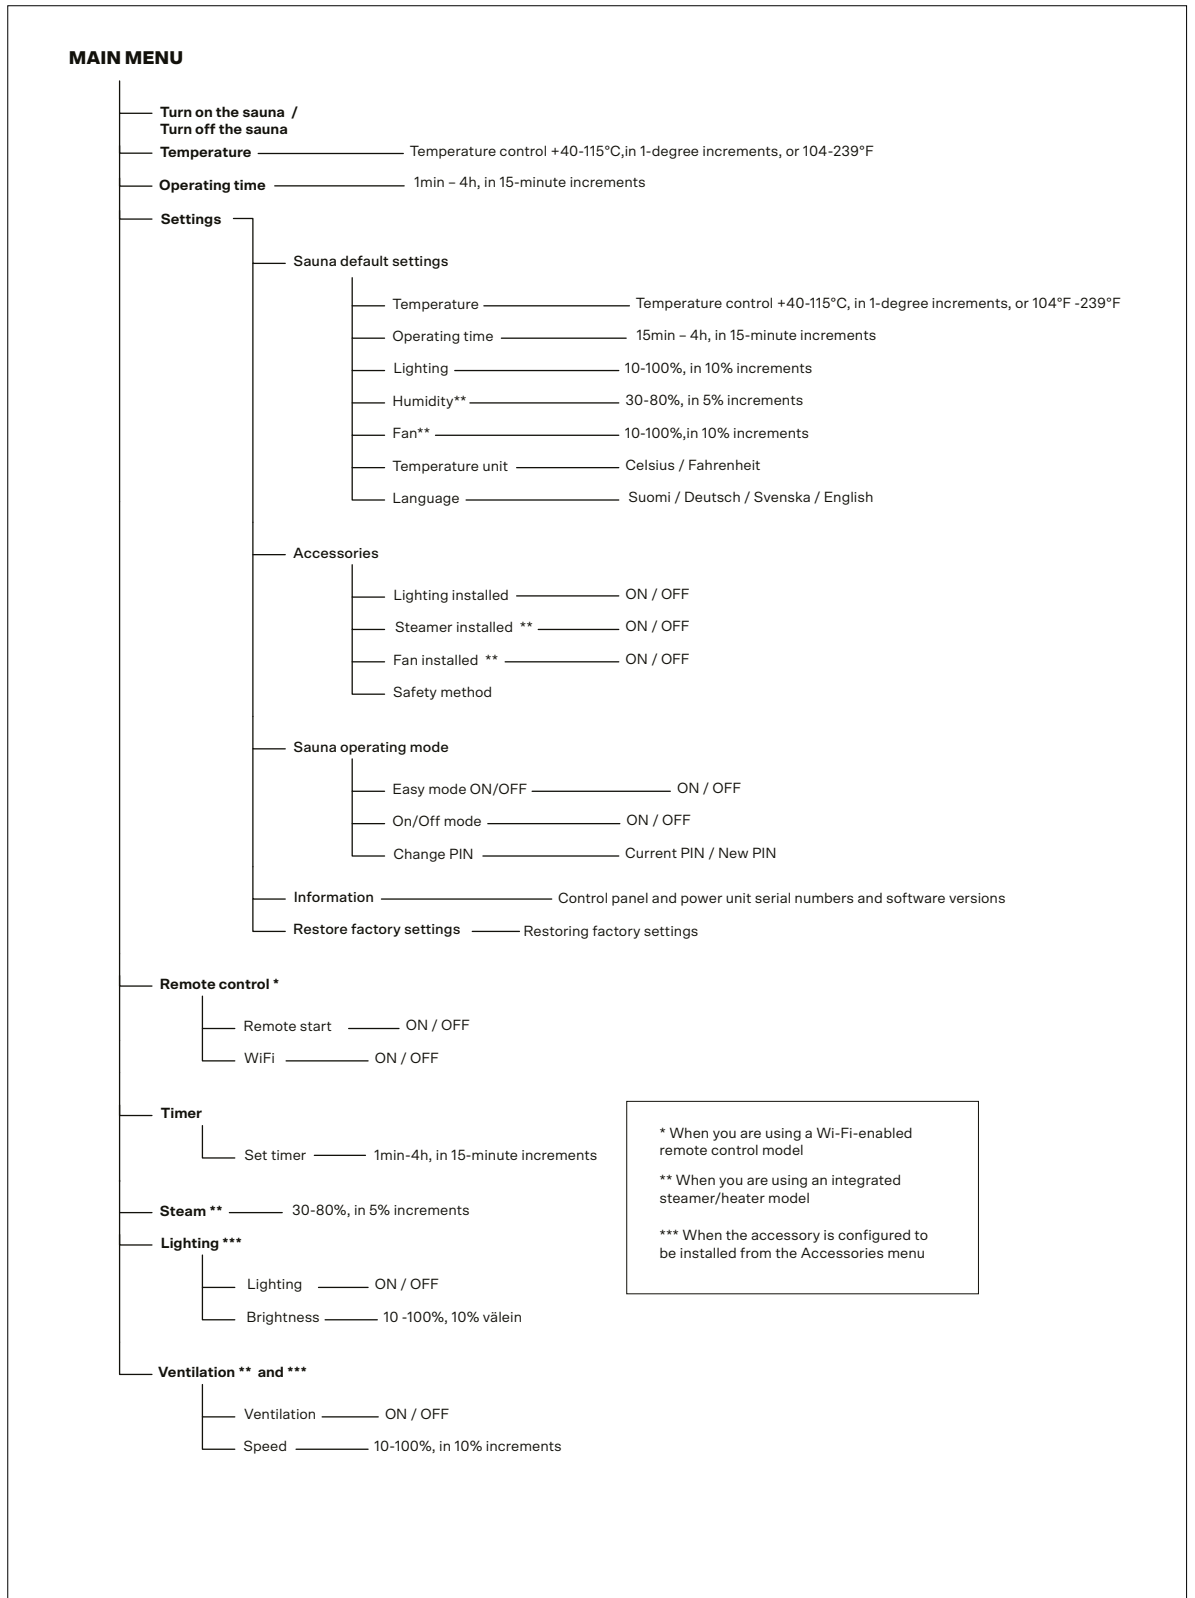 MAIN MENU
Turn on the sauna /
Turn off the sauna
Temperature Temperature control +40-115°C,in 1-degree increments, or 104-239°F
Operating time 1min – 4h, in 15-minute increments
Settings
Sauna default settings
Temperature Temperature control +40-115°C, in 1-degree increments, or 104°F -239°F
Operating time 15min – 4h, in 15-minute increments
Lighting 10-100%, in 10% increments
Humidity** 30-80%, in 5% increments
Fan** 10-100%,in 10% increments
Temperature unit Celsius / Fahrenheit
Language Suomi / Deutsch / Svenska / English
Accessories
Lighting installed ON / OFF
Steamer installed ** ON / OFF
Fan installed ** ON / OFF
Safety method
Sauna operating mode
Easy mode ON/OFF ON / OFF
On/Off mode ON / OFF
Change PIN Current PIN / New PIN
Information Control panel and power unit serial numbers and software versions
Restore factory settings Restoring factory settings
Remote control *
Remote start ON / OFF
WiFi ON / OFF
Timer
Set timer 1min-4h, in 15-minute increments
Steam ** 30-80%, in 5% increments
Lighting ***
Lighting ON / OFF
Brightness 10 -100%, 10% välein
Ventilation ** and ***
Ventilation ON / OFF
Speed 10-100%, in 10% increments
* When you are using a Wi-Fi-enabled
remote control model
** When you are using an integrated
steamer/heater model
*** When the accessory is configured to
be installed from the Accessories menu